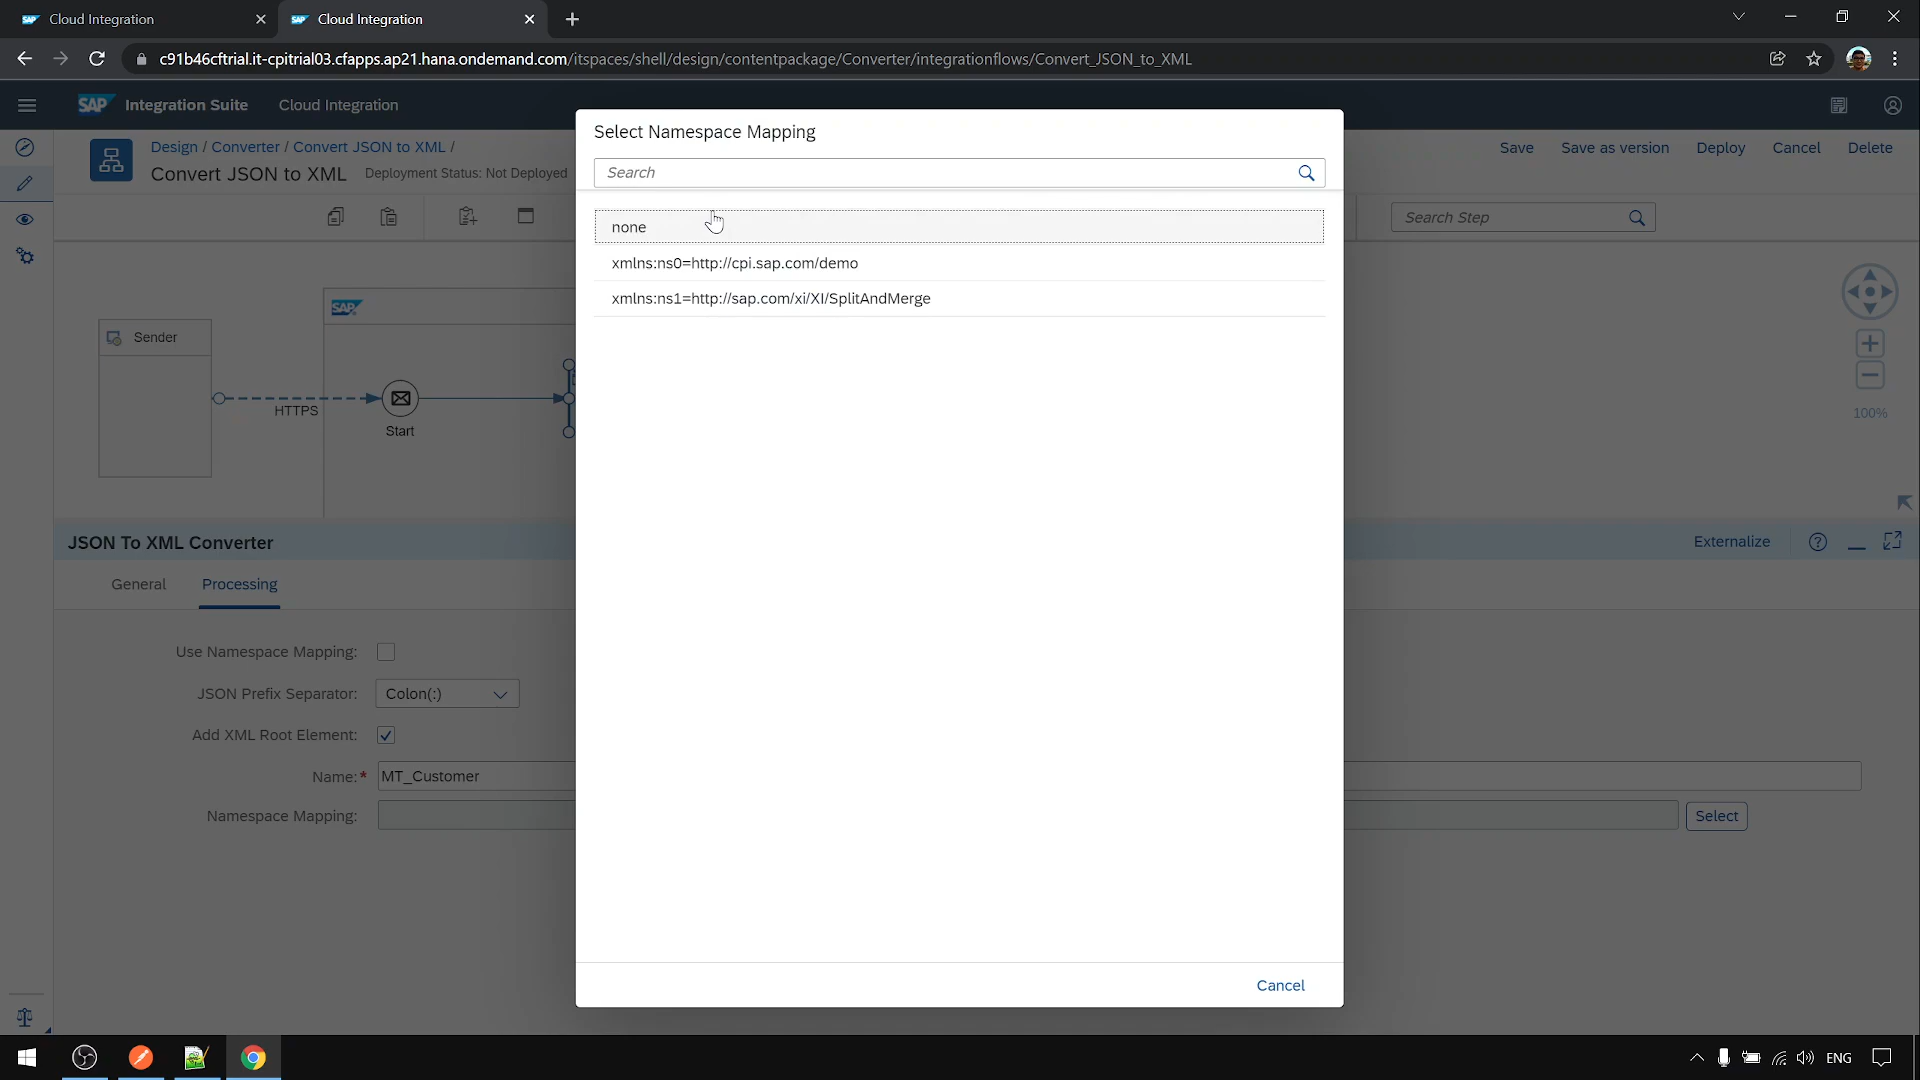 Cloud Integration
Cloud Integration
c91b46cftrial.it-cpitrial03.cfapps.ap21.hana.ondemand.com/itspaces/shell/design/contentpackage/Converter/integrationflows/Convert_JSON_to_XML
SAP Integration Suite Cloud Integration
Design / Converter / Convert JSON to XML /
Convert JSON to XML Deployment Status: Not Deployed
Save Save as version Deploy Cancel Delete
Search Step
SAP
Sender
HTTPS
Start
100%
Select Namespace Mapping
Search
none
xmlns:ns0=http://cpi.sap.com/demo
xmlns:ns1=http://sap.com/xi/XI/SplitAndMerge
Cancel
JSON To XML Converter
Externalize
General Processing
Use Namespace Mapping:
JSON Prefix Separator: Colon(:)
Add XML Root Element:
Name:* MT_Customer
Namespace Mapping: Select
ENG